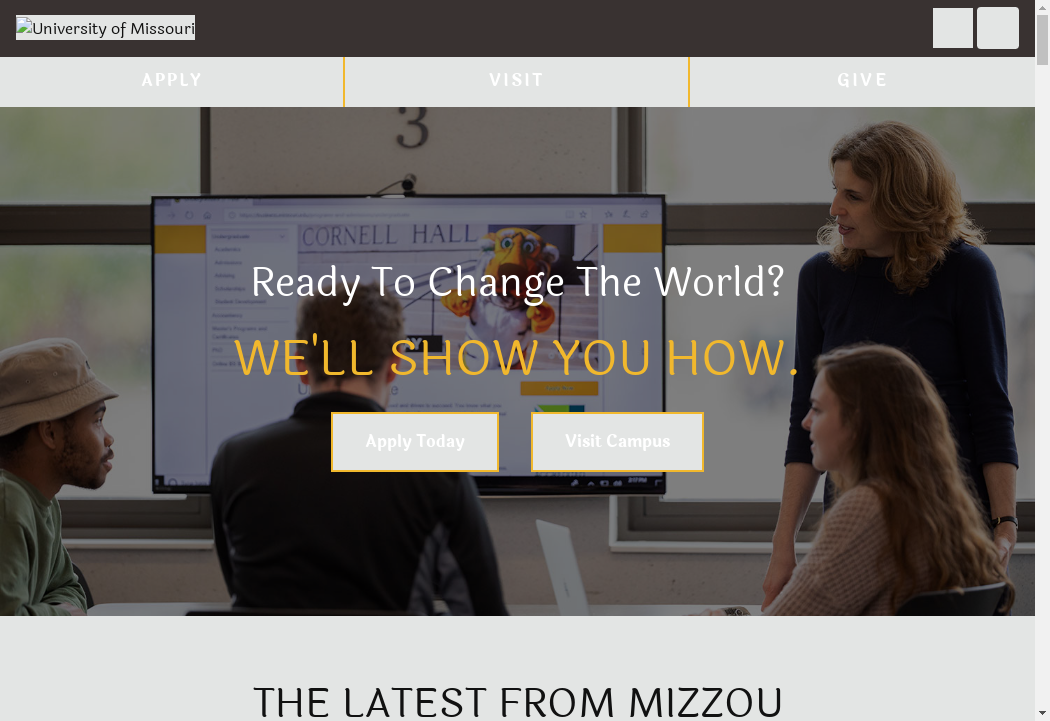 University of Missouri
APPLY
VISIT
GIVE
3
CORNELL HALL
Ready To Change The World?
WE'LL SHOW YOU HOW.
Apply Today
Visit Campus
THE LATEST FROM MIZZOU